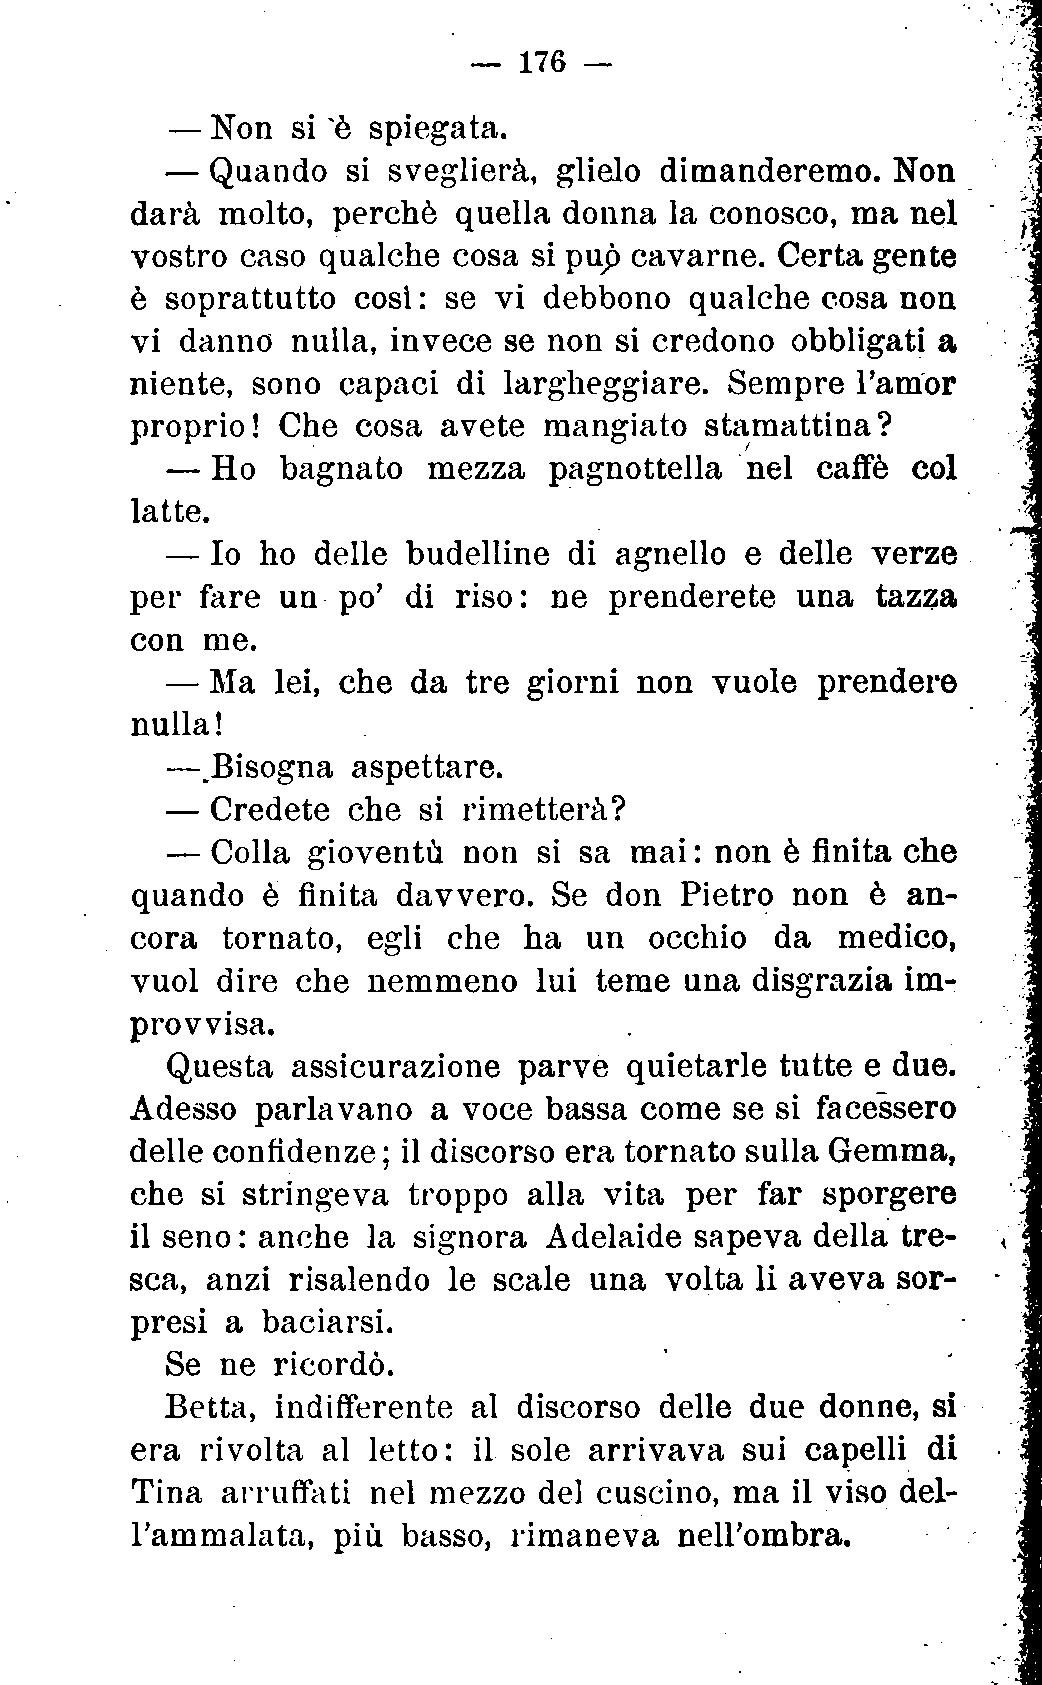 — 176 —
— Non si è spiegata.
— Quando si sveglierà, glielo dimanderemo. Non
darà molto, perchè quella donna la conosco, ma nel
vostro caso qualche cosa si può cavarne. Certa gente
è soprattutto così: se vi debbono qualche cosa non
vi danno nulla, invece se non si credono obbligati a
niente, sono capaci di largheggiare. Sempre l'amor
proprio! Che cosa avete mangiato stamattina?
— Ho bagnato mezza pagnottella nel caffè col
latte.
— Io ho delle budelline di agnello e delle verze
per fare un po' di riso: ne prenderete una tazza
con me.
— Ma lei, che da tre giorni non vuole prendere
nulla!
— Bisogna aspettare.
— Credete che si rimetterà?
— Colla gioventù non si sa mai: non è finita che
quando è finita davvero. Se don Pietro non è an-
cora tornato, egli che ha un occhio da medico,
vuol dire che nemmeno lui teme una disgrazia im-
provvisa.
Questa assicurazione parve quietarle tutte e due.
Adesso parlavano a voce bassa come se si facessero
delle confidenze; il discorso era tornato sulla Gemma,
che si stringeva troppo alla vita per far sporgere
il seno: anche la signora Adelaide sapeva della tre-
sca, anzi risalendo le scale una volta li aveva sor-
presi a baciarsi.
Se ne ricordò.
Betta, indifferente al discorso delle due donne, si
era rivolta al letto: il sole arrivava sui capelli di
Tina arruffati nel mezzo del cuscino, ma il viso del-
l'ammalata, più basso, rimaneva nell'ombra.